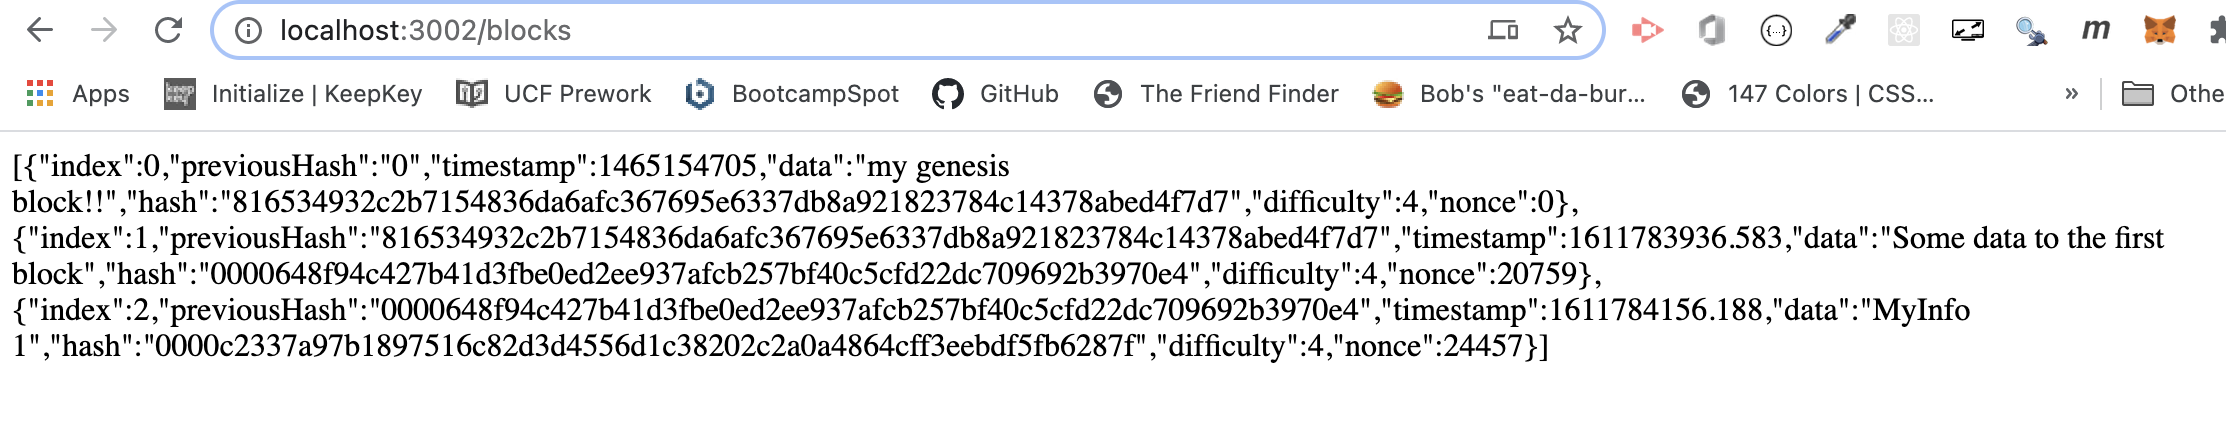 localhost:3002/blocks
{...}
m
Apps
keep key
Initialize | KeepKey
UCF Prework
BootcampSpot
GitHub
The Friend Finder
Bob's "eat-da-bur...
147 Colors | CSS...
»
Othe
[{"index":0,"previousHash":"0","timestamp":1465154705,"data":"my genesis
block!!","hash":"816534932c2b7154836da6afc367695e6337db8a921823784c14378abed4f7d7","difficulty":4,"nonce":0},
{"index":1,"previousHash":"816534932c2b7154836da6afc367695e6337db8a921823784c14378abed4f7d7","timestamp":1611783936.583,"data":"Some data to the first
block","hash":"0000648f94c427b41d3fbe0ed2ee937afcb257bf40c5cfd22dc709692b3970e4","difficulty":4,"nonce":20759},
{"index":2,"previousHash":"0000648f94c427b41d3fbe0ed2ee937afcb257bf40c5cfd22dc709692b3970e4","timestamp":1611784156.188,"data":"MyInfo
1","hash":"0000c2337a97b1897516c82d3d4556d1c38202c2a0a4864cff3eebdf5fb6287f","difficulty":4,"nonce":24457}]